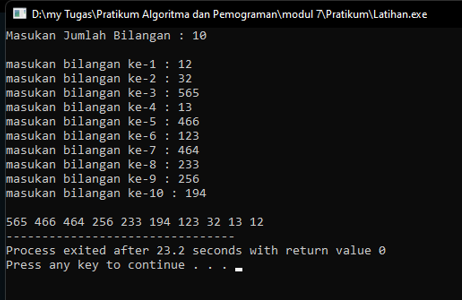 D:\my Tugas\Pratikum Algoritma dan Pemograman\modul 7\Pratikum\Latihan.exe
Masukan Jumlah Bilangan : 10
masukan bilangan ke-1 : 12
masukan bilangan ke-2 : 32
masukan bilangan ke-3 : 565
masukan bilangan ke-4 : 13
masukan bilangan ke-5 : 466
masukan bilangan ke-6 : 123
masukan bilangan ke-7 : 464
masukan bilangan ke-8 : 233
masukan bilangan ke-9 : 256
masukan bilangan ke-10 : 194
565 466 464 256 233 194 123 32 13 12
--------------------------------
Process exited after 23.2 seconds with return value 0
Press any key to continue . . .